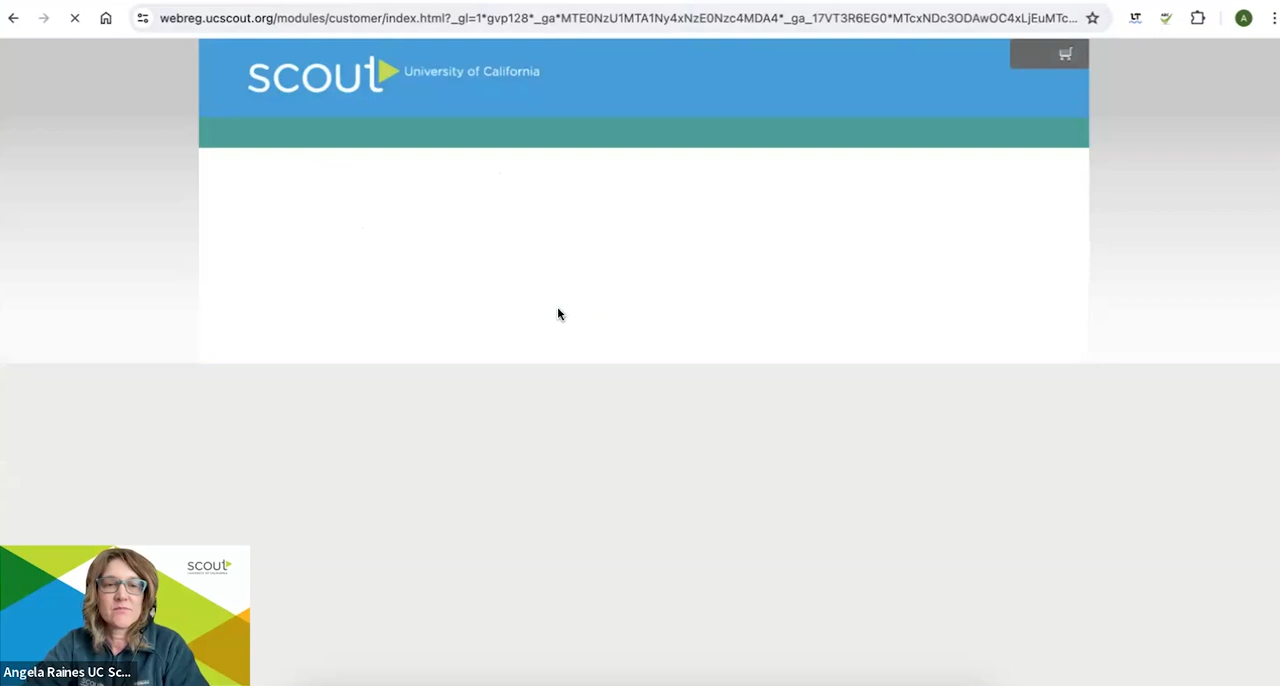 webreg.ucscout.org/modules/customer/index.html?_gl=1*gvp128*_ga*MTE0NzU1MTA1Ny4xNzE0Nzc4MDA4*_ga_17VT3R6EG0*MTcxNDc3ODAwOC4xLjEuMTc...
LT
A
scout University of California
scout
Angela Raines UC Sc...